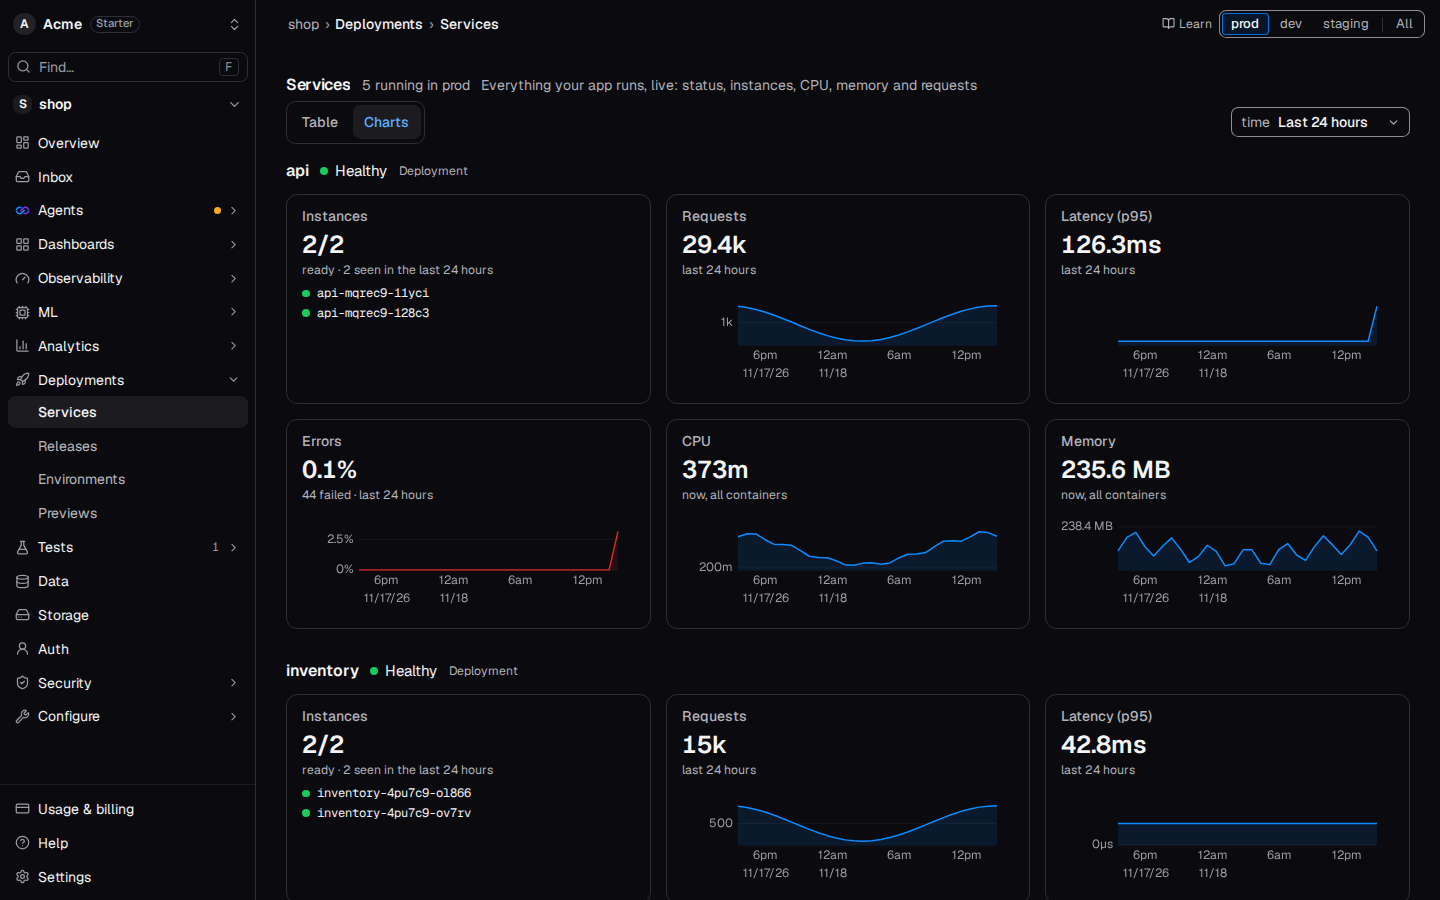 A Acme Starter
Find... F
S shop
Overview
Inbox
Agents
Dashboards
Observability
ML
Analytics
Deployments
Services
Releases
Environments
Previews
Tests 1
Data
Storage
Auth
Security
Configure
Usage & billing
Help
Settings
shop › Deployments › Services
Learn prod dev staging All
Services 5 running in prod Everything your app runs, live: status, instances, CPU, memory and requests
Table Charts
time Last 24 hours
api Healthy Deployment
Instances
2/2
ready · 2 seen in the last 24 hours
api-mqrec9-11yci
api-mqrec9-128c3
Requests
29.4k
last 24 hours
1k
6pm 12am 6am 12pm
11/17/26 11/18
Latency (p95)
126.3ms
last 24 hours
6pm 12am 6am 12pm
11/17/26 11/18
Errors
0.1%
44 failed · last 24 hours
2.5%
0%
6pm 12am 6am 12pm
11/17/26 11/18
CPU
373m
now, all containers
200m
6pm 12am 6am 12pm
11/17/26 11/18
Memory
235.6 MB
now, all containers
238.4 MB
6pm 12am 6am 12pm
11/17/26 11/18
inventory Healthy Deployment
Instances
2/2
ready · 2 seen in the last 24 hours
inventory-4pu7c9-ol866
inventory-4pu7c9-ov7rv
Requests
15k
last 24 hours
500
6pm 12am 6am 12pm
11/17/26 11/18
Latency (p95)
42.8ms
last 24 hours
0µs
6pm 12am 6am 12pm
11/17/26 11/18